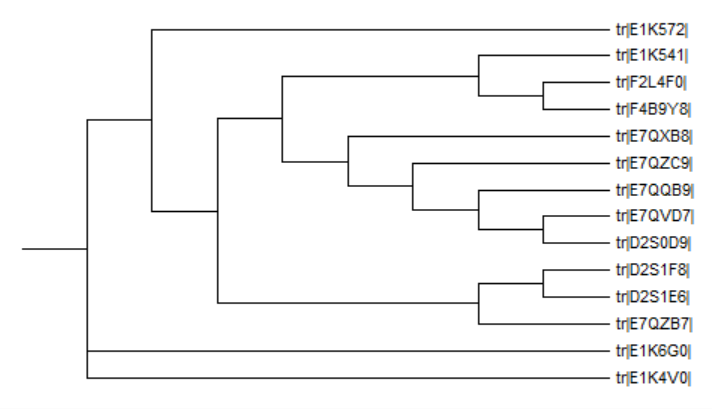 tr|E1K572|
tr|E1K541|
tr|F2L4F0|
tr|F4B9Y8|
tr|E7QXB8|
tr|E7QZC9|
tr|E7QQB9|
tr|E7QVD7|
tr|D2S0D9|
tr|D2S1F8|
tr|D2S1E6|
tr|E7QZB7|
tr|E1K6G0|
tr|E1K4V0|